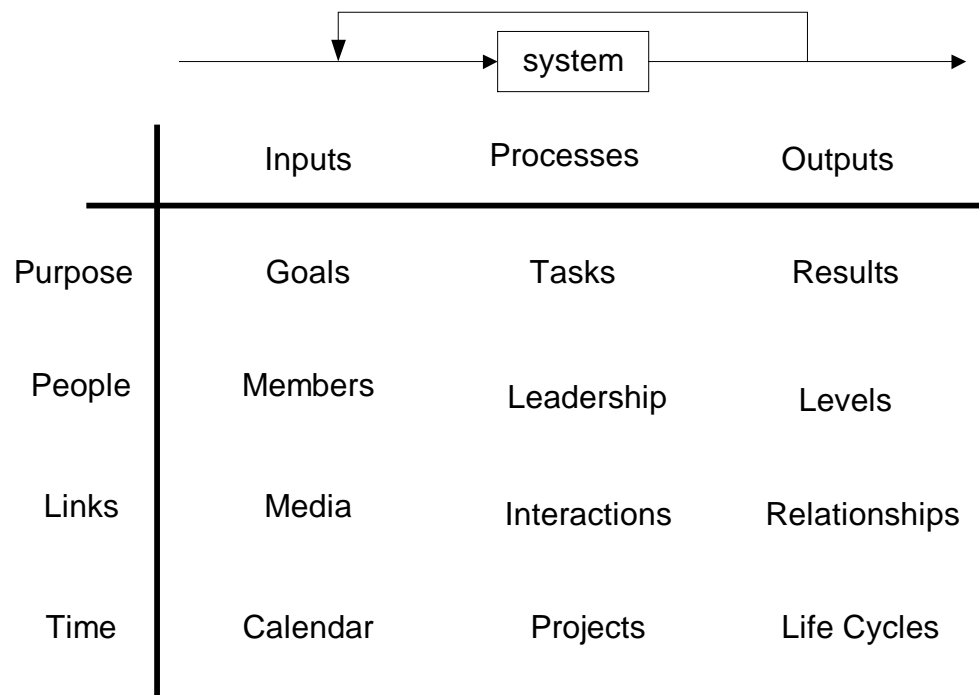 system
Inputs Processes Outputs
Purpose Goals Tasks Results
People Members Leadership Levels
Links Media Interactions Relationships
Time Calendar Projects Life Cycles